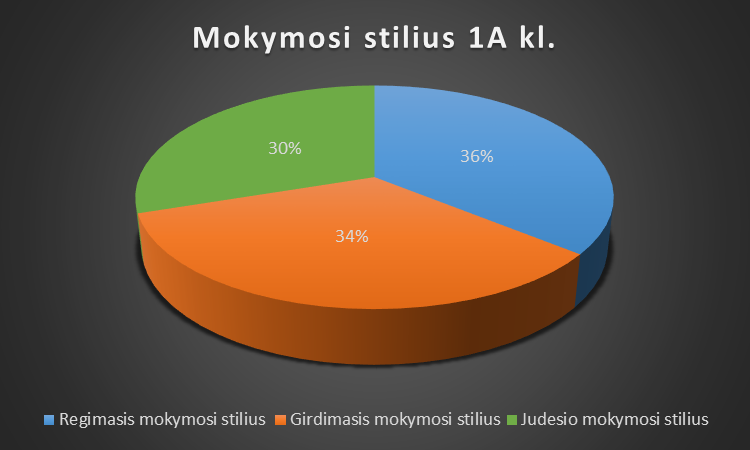 Mokymosi stilius 1A kl.
30%
36%
34%
Regimasis mokymosi stilius Girdimasis mokymosi stilius Judesio mokymosi stilius